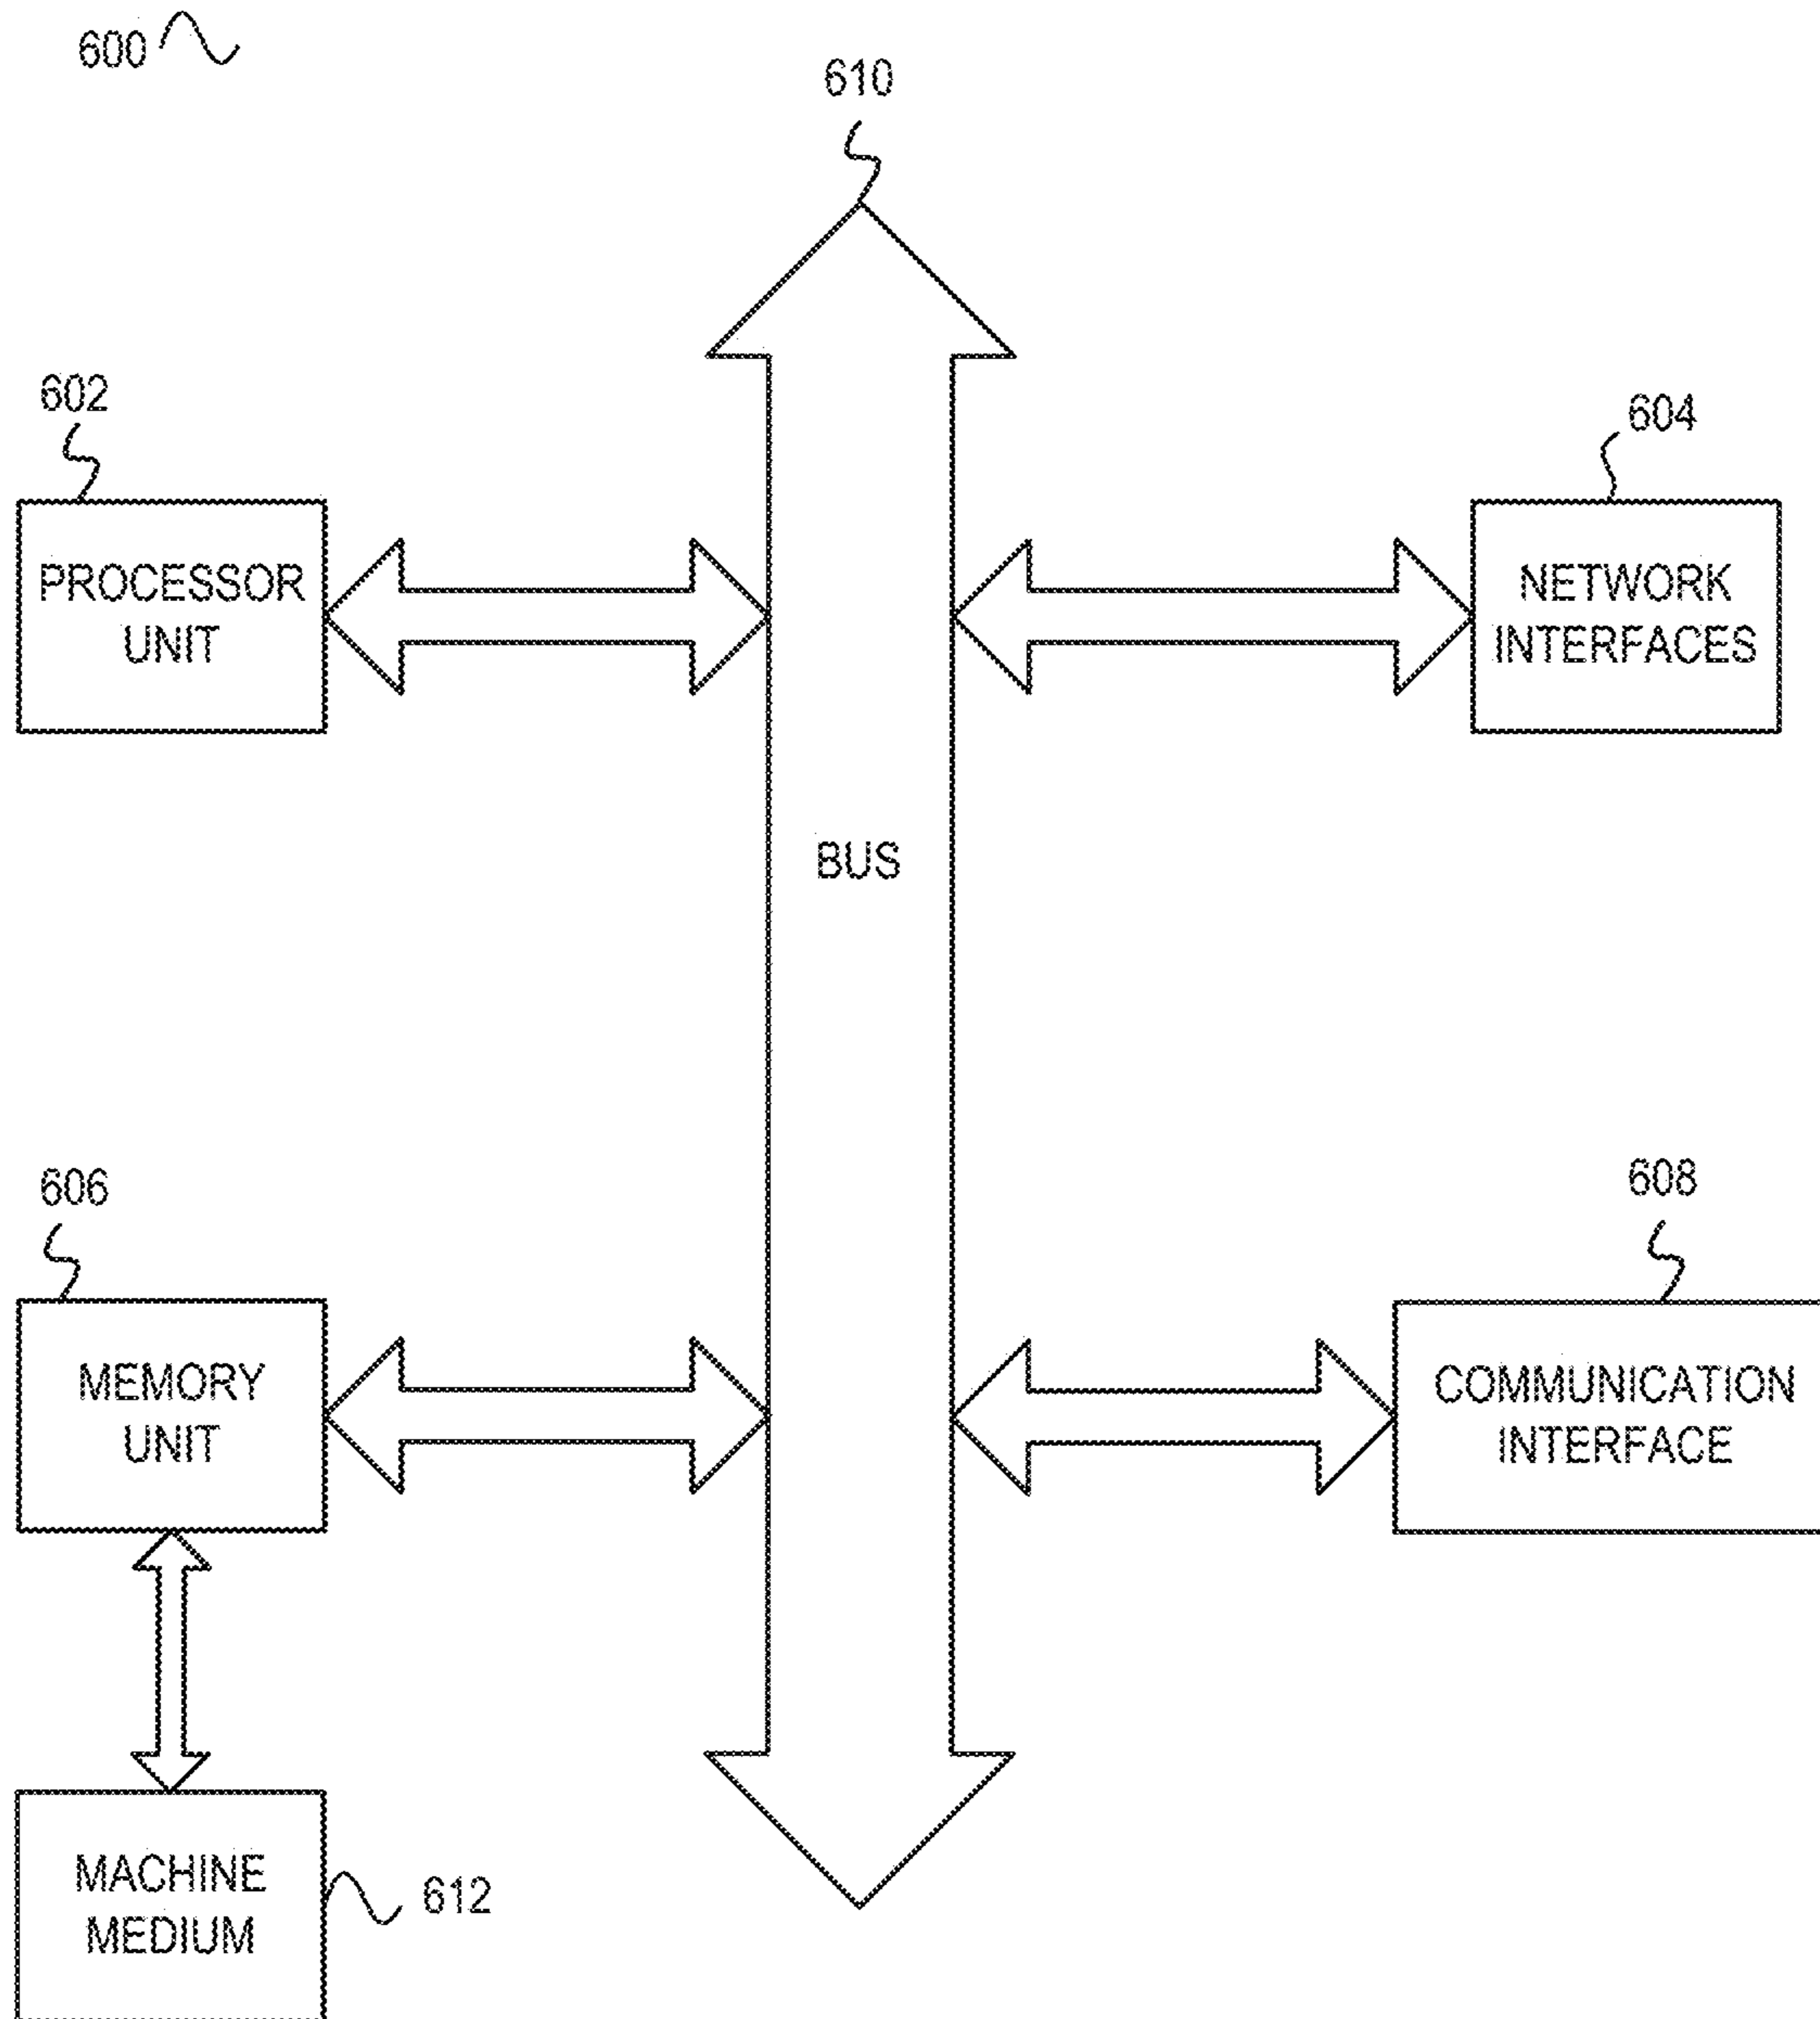 600
610
602
604
PROCESSOR
UNIT
NETWORK
INTERFACES
BUS
606
608
MEMORY
UNIT
COMMUNICATION
INTERFACE
MACHINE
MEDIUM
612